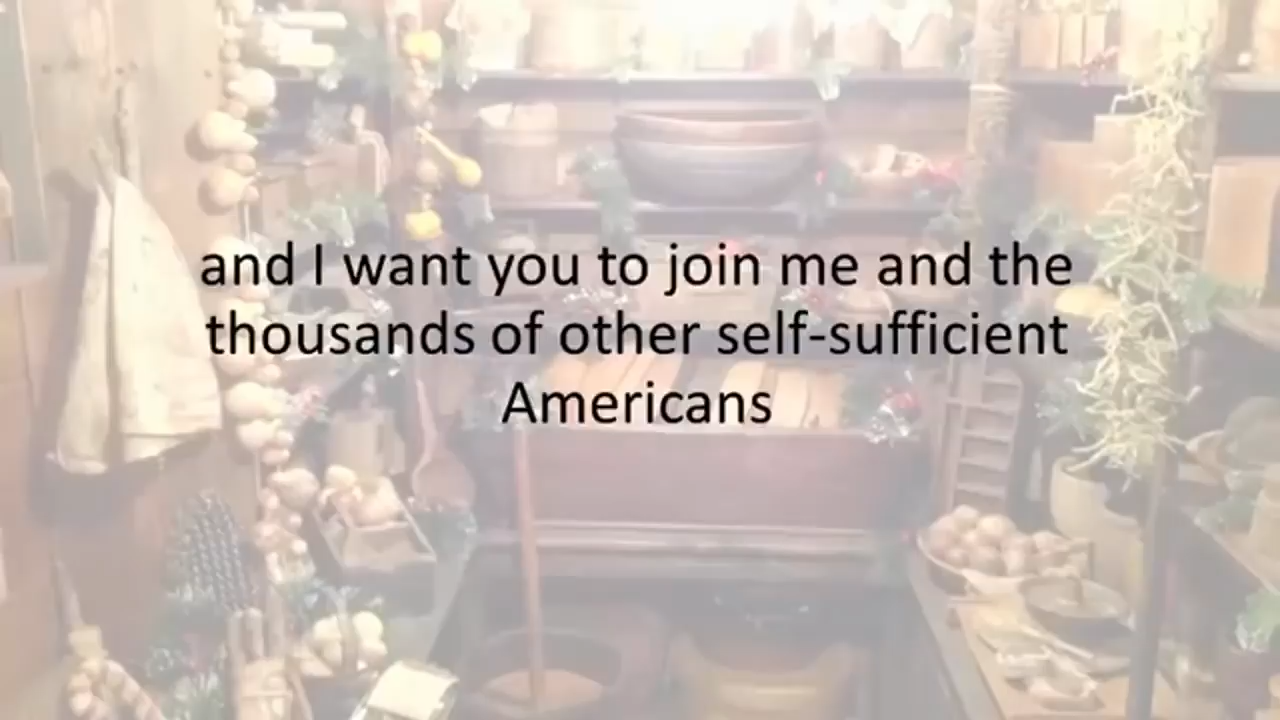 and I want you to join me and the
thousands of other self-sufficient
Americans